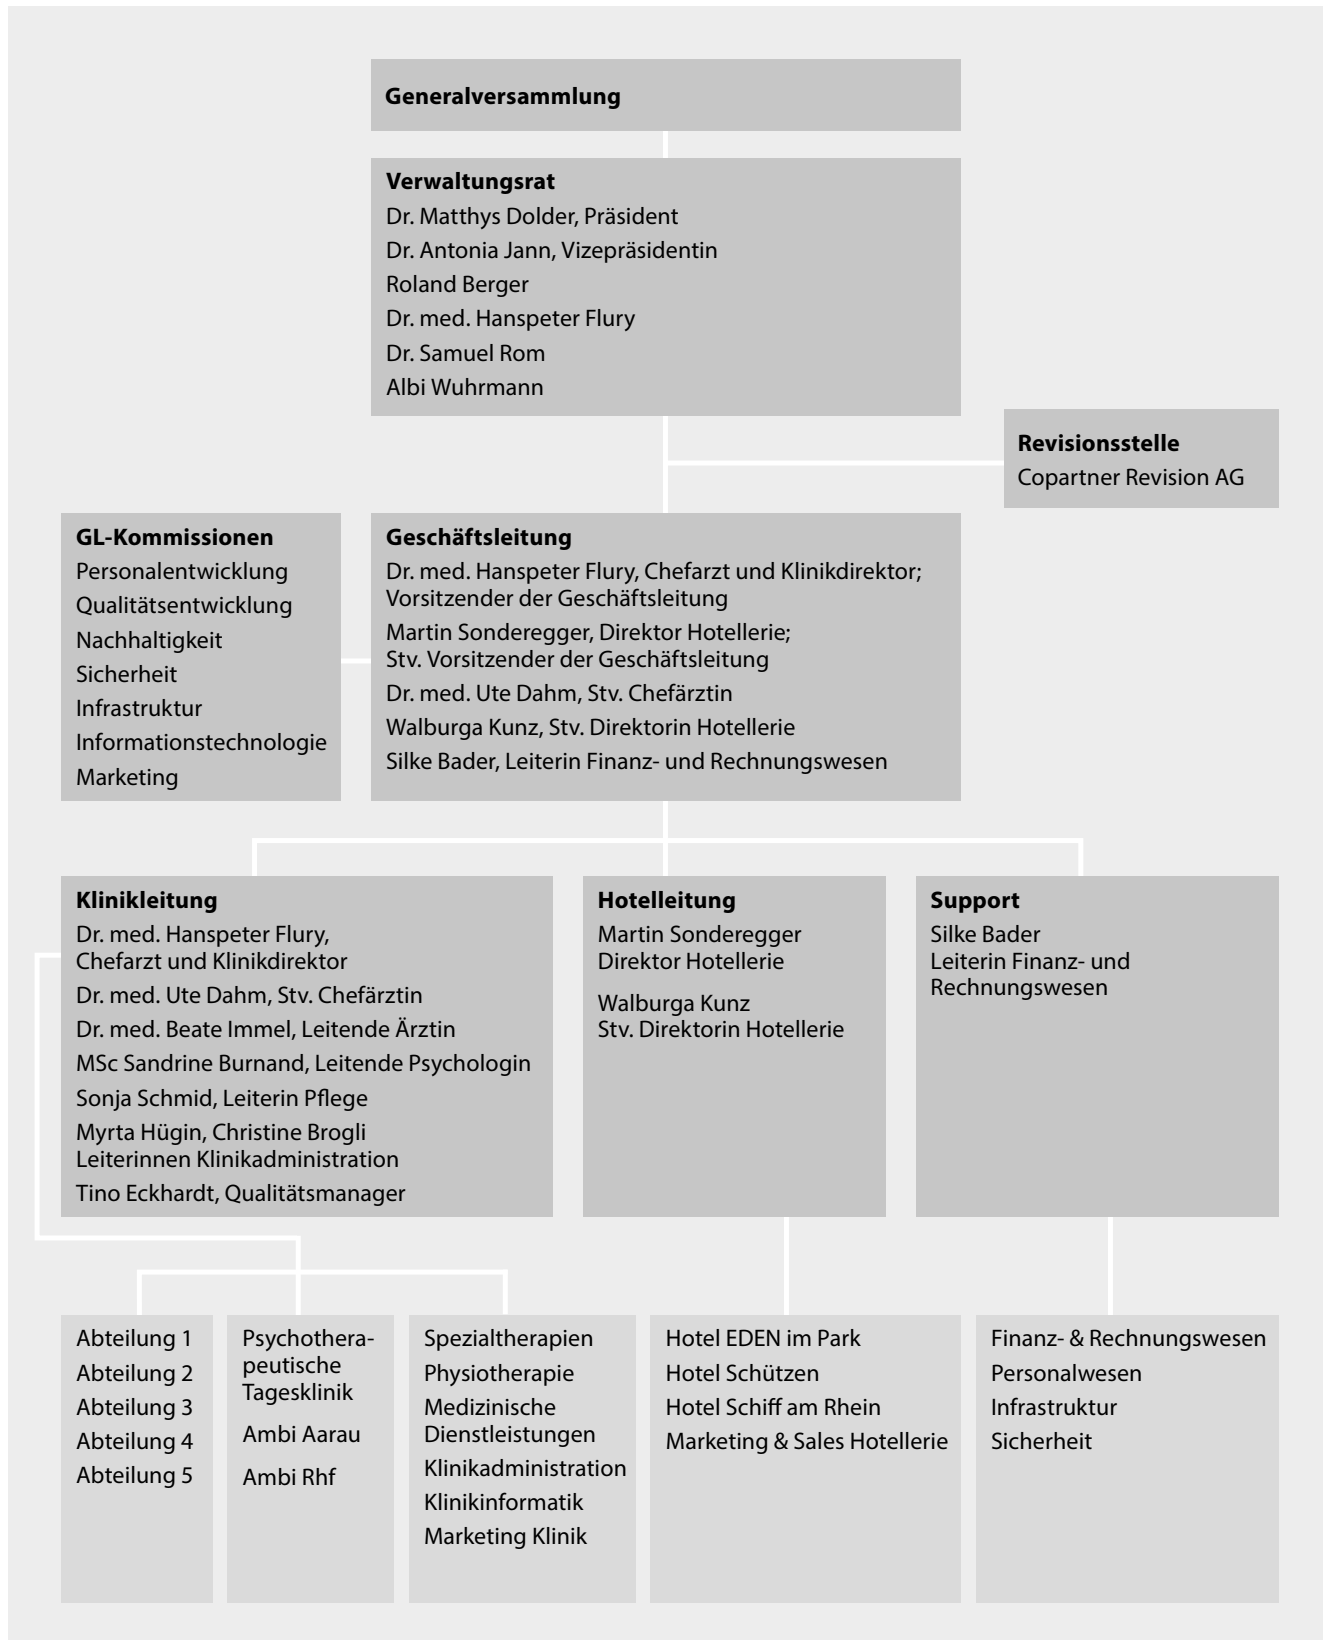 Generalversammlung
Verwaltungsrat
Dr. Matthys Dolder, Präsident
Dr. Antonia Jann, Vizepräsidentin
Roland Berger
Dr. med. Hanspeter Flury
Dr. Samuel Rom
Albi Wuhrmann
Revisionsstelle
Copartner Revision AG
GL-Kommissionen
Personalentwicklung
Qualitätsentwicklung
Nachhaltigkeit
Sicherheit
Infrastruktur
Informationstechnologie
Marketing
Geschäftsleitung
Dr. med. Hanspeter Flury, Chefarzt und Klinikdirektor;
Vorsitzender der Geschäftsleitung
Martin Sonderegger, Direktor Hotellerie;
Stv. Vorsitzender der Geschäftsleitung
Dr. med. Ute Dahm, Stv. Chefärztin
Walburga Kunz, Stv. Direktorin Hotellerie
Silke Bader, Leiterin Finanz- und Rechnungswesen
Klinikleitung
Dr. med. Hanspeter Flury,
Chefarzt und Klinikdirektor
Dr. med. Ute Dahm, Stv. Chefärztin
Dr. med. Beate Immel, Leitende Ärztin
MSc Sandrine Burnand, Leitende Psychologin
Sonja Schmid, Leiterin Pflege
Myrta Hügin, Christine Brogli
Leiterinnen Klinikadministration
Tino Eckhardt, Qualitätsmanager
Hotelleitung
Martin Sonderegger
Direktor Hotellerie
Walburga Kunz
Stv. Direktorin Hotellerie
Support
Silke Bader
Leiterin Finanz- und
Rechnungswesen
Abteilung 1
Abteilung 2
Abteilung 3
Abteilung 4
Abteilung 5
Psychothera-
peutische
Tagesklinik
Ambi Aarau
Ambi Rhf
Spezialtherapien
Physiotherapie
Medizinische
Dienstleistungen
Klinikadministration
Klinikinformatik
Marketing Klinik
Hotel EDEN im Park
Hotel Schützen
Hotel Schiff am Rhein
Marketing & Sales Hotellerie
Finanz- & Rechnungswesen
Personalwesen
Infrastruktur
Sicherheit